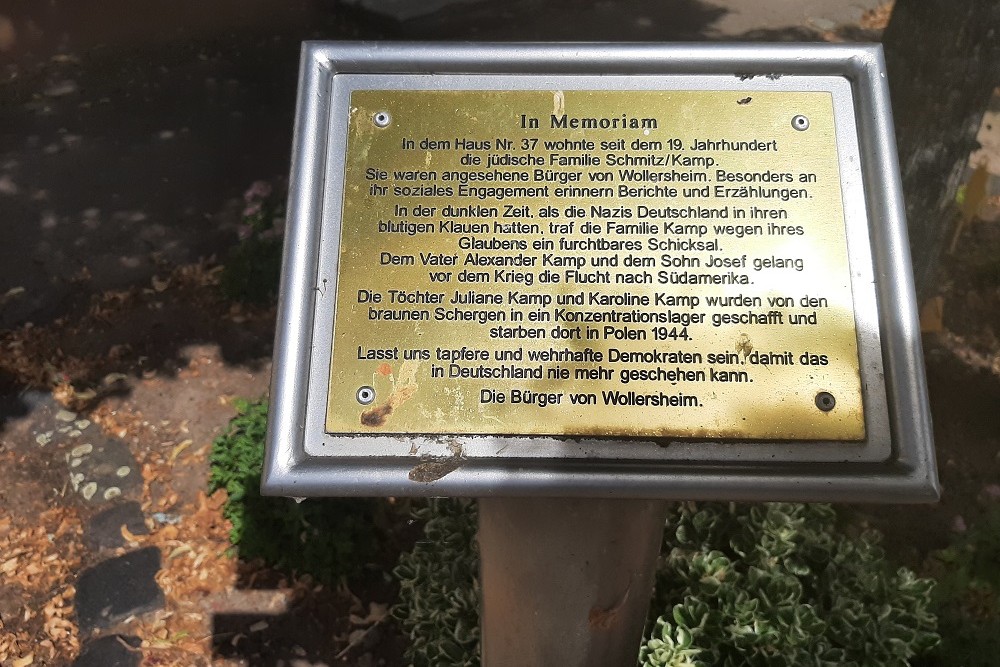 In Memoriam
In dem Haus Nr. 37 wohnte seit dem 19. Jahrhundert
die jüdische Familie Schmitz/Kamp.
Sie waren angesehene Bürger von Wollersheim. Besonders an
ihr soziales Engagement erinnern Berichte und Erzählungen.
In der dunklen Zeit, als die Nazis Deutschland in ihren
blutigen Klauen hatten, traf die Familie Kamp wegen ihres
Glaubens ein furchtbares Schicksal.
Dem Vater Alexander Kamp und dem Sohn Josef gelang
vor dem Krieg die Flucht nach Südamerika.
Die Töchter Juliane Kamp und Karoline Kamp wurden von den
braunen Schergen in ein Konzentrationslager geschafft und
starben dort in Polen 1944.
Lasst uns tapfere und wehrhafte Demokraten sein, damit das
in Deutschland nie mehr geschehen kann.
Die Bürger von Wollersheim.